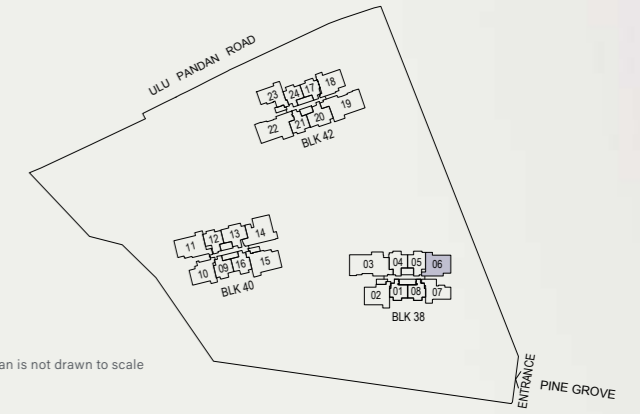 ULU PANDAN ROAD
23 24 17 18
22 21 20 19
BLK 42
11 12 13 14
10 09 16 15
BLK 40
03 04 05 06
02 01 08 07
BLK 38
an is not drawn to scale
ENTRANCE
PINE GROVE